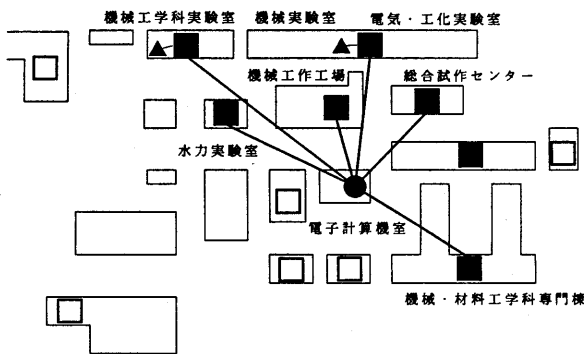 機械工学科実験室
機械実験室
電気・工化実験室
機械工作工場
総合試作センター
水力実験室
電子計算機室
機械・材料工学科専門棟